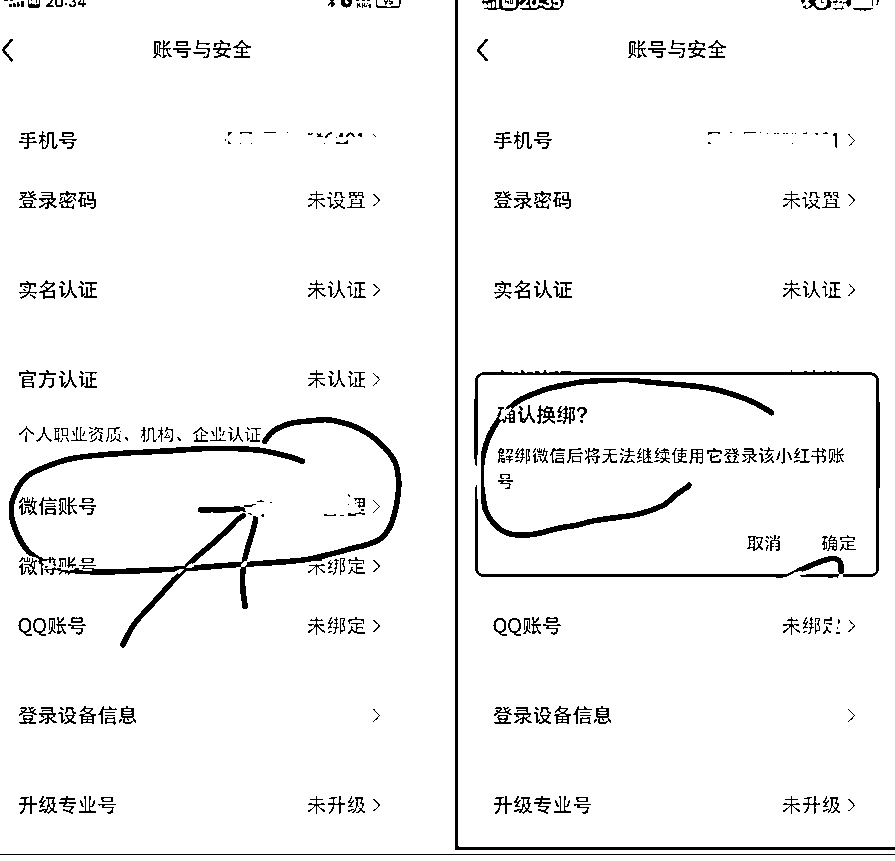 20:34
账号与安全
手机号
登录密码 未设置
实名认证 未认证
官方认证 未认证
个人职业资质、机构、企业认证
微信账号
微博账号 未绑定
QQ账号 未绑定
登录设备信息
升级专业号 未升级
20:35
账号与安全
手机号 1
登录密码 未设置
实名认证 未认证
确认换绑?
解绑微信后将无法继续使用它登录该小红书账
号
取消 确定
QQ账号 未绑定
登录设备信息
升级专业号 未升级